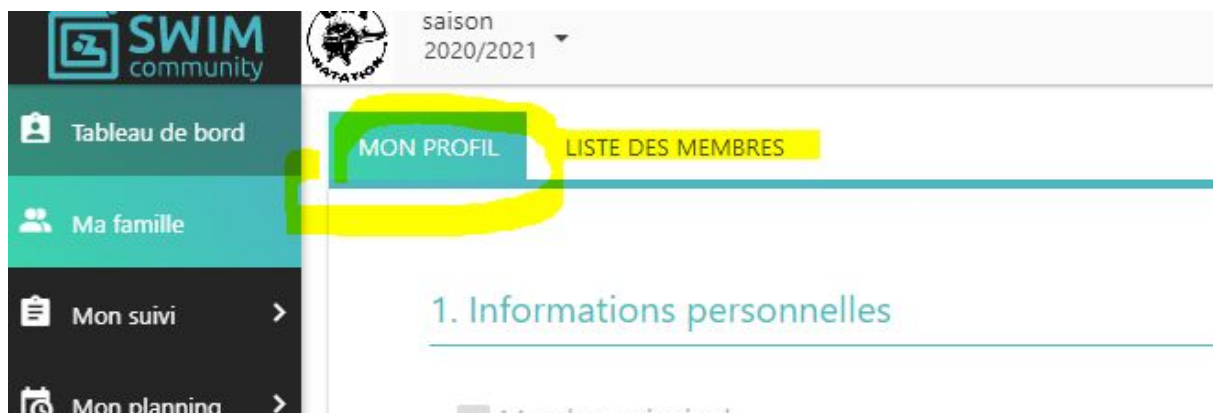 SWIM
community
NATATION
saison
2020/2021
Tableau de bord
MON PROFIL
LISTE DES MEMBRES
Ma famille
1. Informations personnelles
Mon suivi
Mon planning